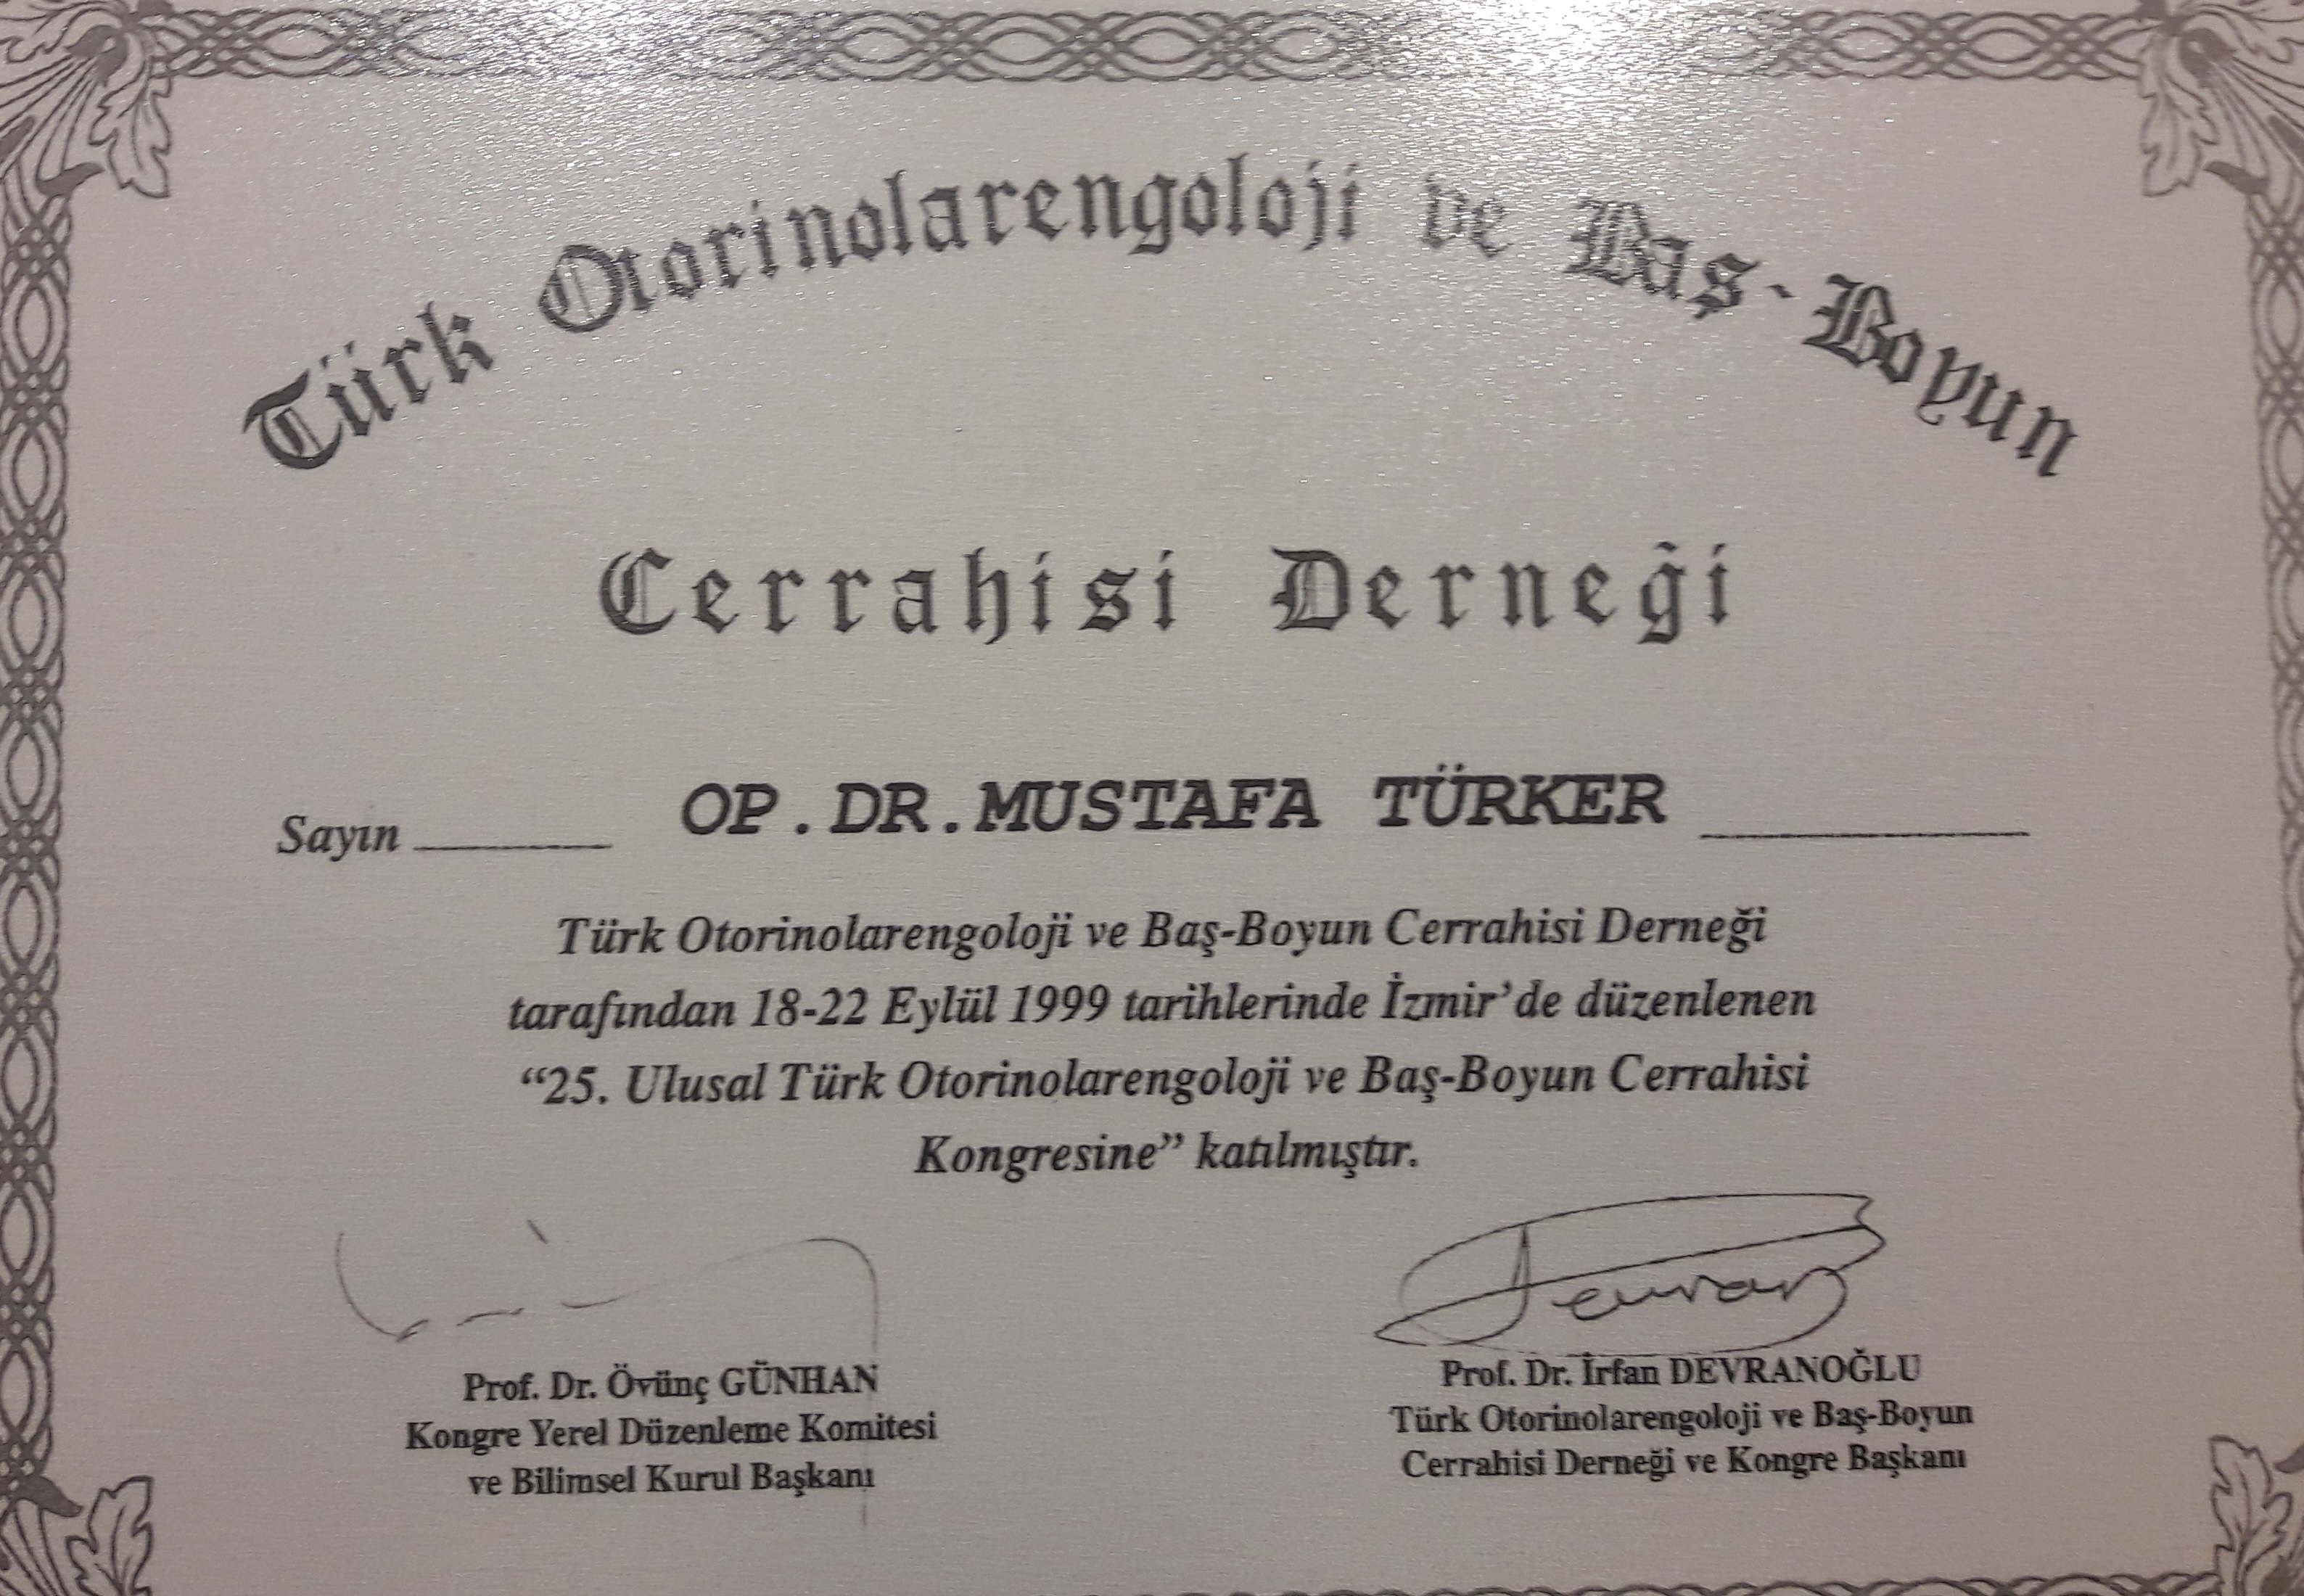 Türk Otorinolarengoloji ve Baş-Boyun
Cerrahisi Derneği
Sayın OP.DR.MUSTAFA TÜRKER
Türk Otorinolarengoloji ve Baş-Boyun Cerrahisi Derneği
tarafından 18-22 Eylül 1999 tarihlerinde İzmir'de düzenlenen
“25. Ulusal Türk Otorinolarengoloji ve Baş-Boyun Cerrahisi
Kongresine” katılmıştır.
Prof. Dr. Övünç GÜNHAN
Kongre Yerel Düzenleme Komitesi
ve Bilimsel Kurul Başkanı
Prof. Dr. İrfan DEVRANOĞLU
Türk Otorinolarengoloji ve Baş-Boyun
Cerrahisi Derneği ve Kongre Başkanı